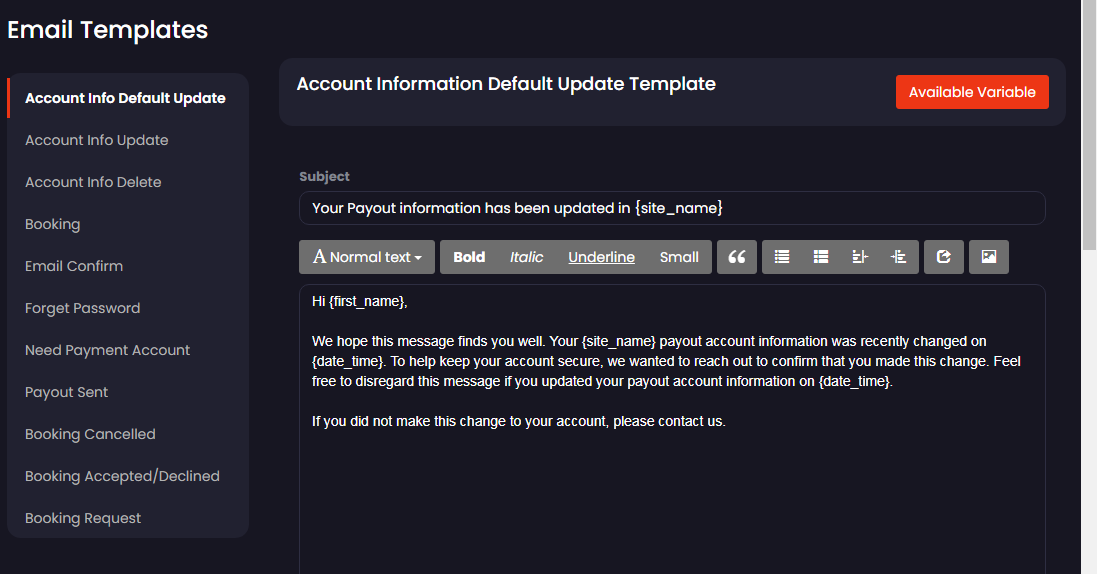 Email Templates
Account Info Default Update
Account Info Update
Account Info Delete
Booking
Email Confirm
Forget Password
Need Payment Account
Payout Sent
Booking Cancelled
Booking Accepted/Declined
Booking Request
Account Information Default Update Template
Available Variable
Subject
Your Payout information has been updated in {site_name}
A Normal text Bold Italic Underline Small
Hi {first_name},
We hope this message finds you well. Your {site_name} payout account information was recently changed on
{date_time}. To help keep your account secure, we wanted to reach out to confirm that you made this change. Feel
free to disregard this message if you updated your payout account information on {date_time}.
If you did not make this change to your account, please contact us.